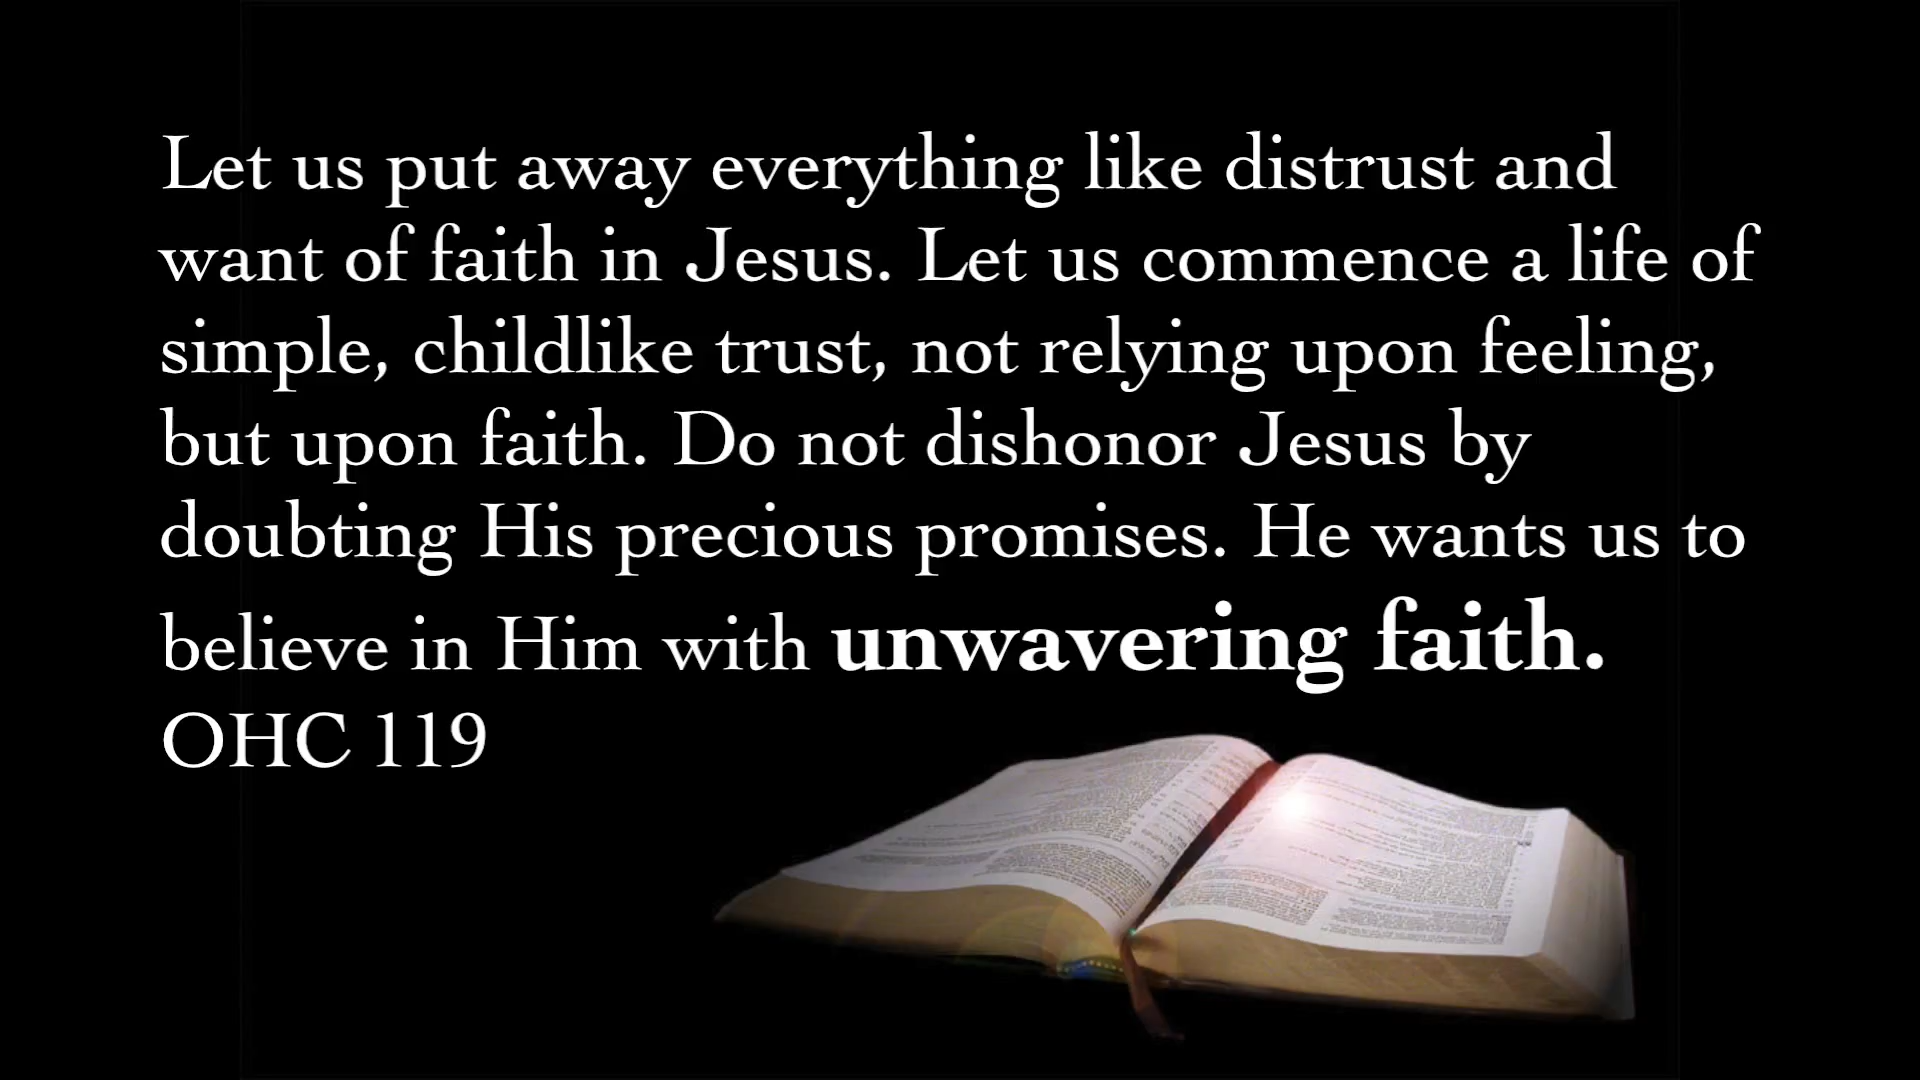 Let us put away everything like distrust and
want of faith in Jesus. Let us commence a life of
simple, childlike trust, not relying upon feeling,
but upon faith. Do not dishonor Jesus by
doubting His precious promises. He wants us to
believe in Him with unwavering faith.
OHC 119